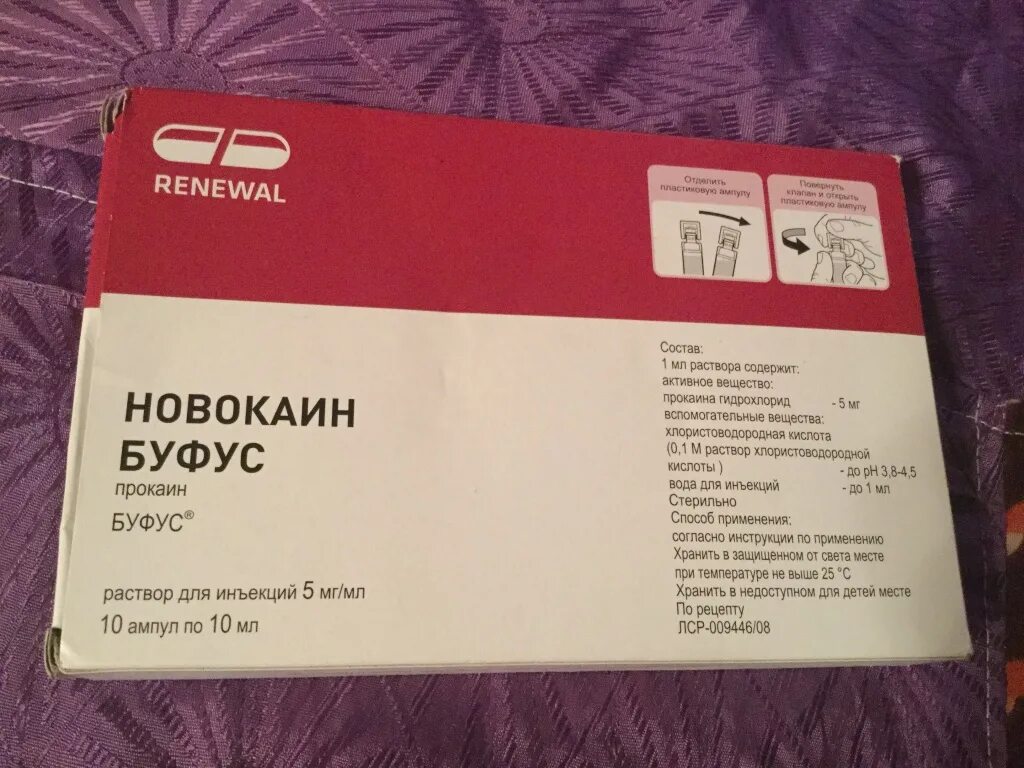 RENEWAL
Отделить
пластиковую ампулу
Повернуть
клапан и открыть
пластиковую ампулу
НОВОКАИН
БУФУС
прокаин
БУФУС®
раствор для инъекций 5 мг/мл
10 ампул по 10 мл
Состав:
1 мл раствора содержит:
активное вещество:
прокаина гидрохлорид - 5 мг
вспомогательные вещества:
хлористоводородная кислота
(0,1 М раствор хлористоводородной
кислоты ) - до pH 3,8-4,5
вода для инъекций - до 1 мл
Стерильно
Способ применения:
согласно инструкции по применению
Хранить в защищенном от света месте
при температуре не выше 25 °С
Хранить в недоступном для детей месте
По рецепту
ЛСР-009446/08